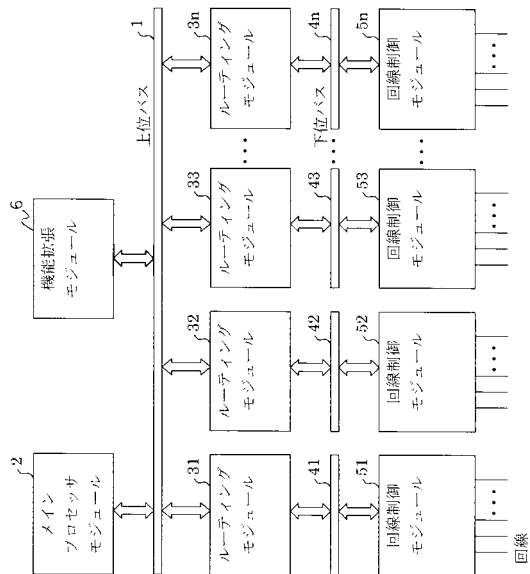 メイン
プロセッサ
モジュール
2
機能拡張
モジュール
6
上位バス
1
ルーティング
モジュール
31
ルーティング
モジュール
32
ルーティング
モジュール
33
...
ルーティング
モジュール
3n
41
42
43
下位バス
...
4n
回線制御
モジュール
51
回線制御
モジュール
52
回線制御
モジュール
53
...
回線制御
モジュール
5n
...
...
...
...
回線